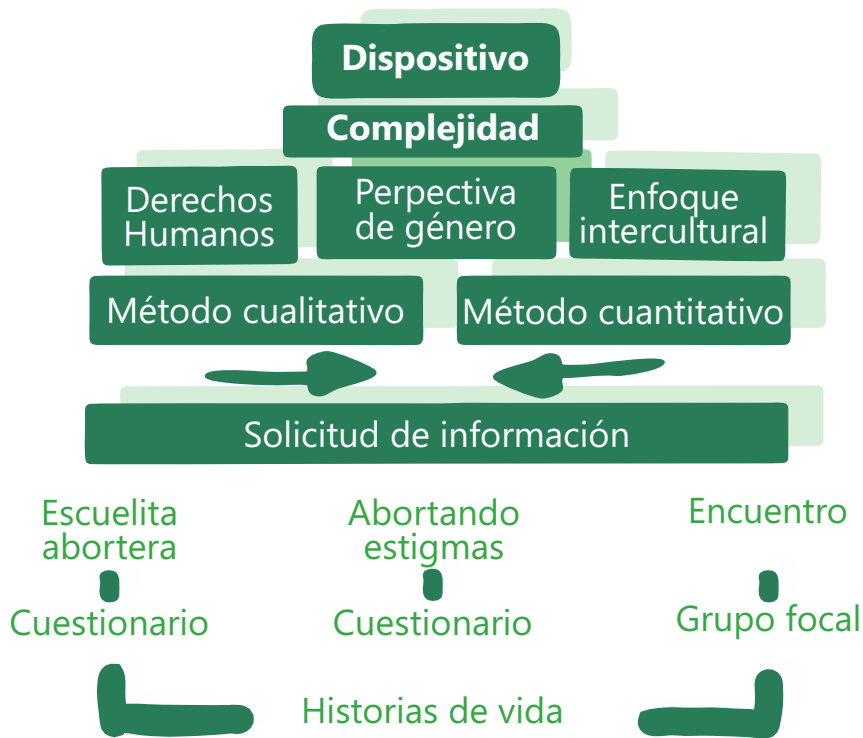 Dispositivo
Complejidad
Derechos
Humanos
Perpectiva
de género
Enfoque
intercultural
Método cualitativo
Método cuantitativo
Solicitud de información
Escuelita
abortera
Abortando
estigmas
Encuentro
Cuestionario
Cuestionario
Grupo focal
Historias de vida